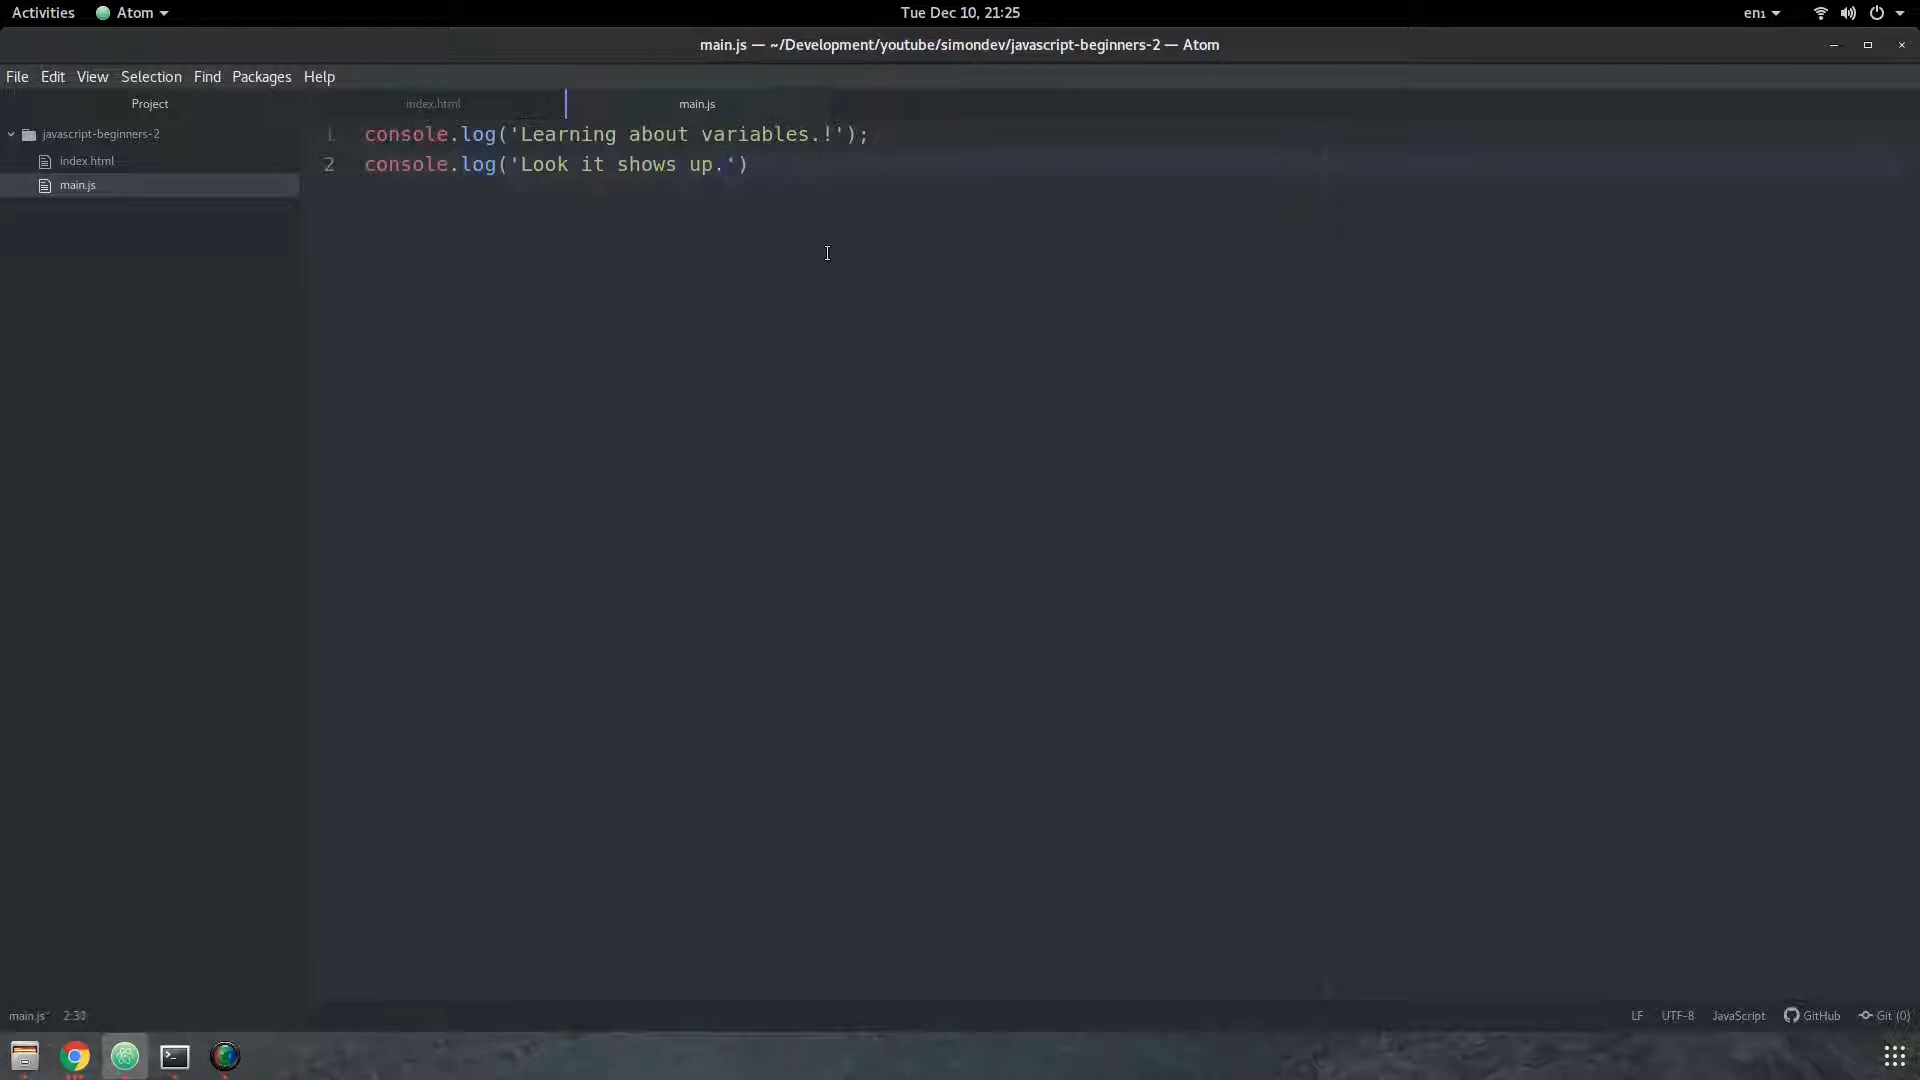 Activities Atom Tue Dec 10, 21:25 en1
main.js — ~/Development/youtube/simondev/javascript-beginners-2 — Atom
File Edit View Selection Find Packages Help
Project index.html main.js
javascript-beginners-2
index.html
main.js
1 console.log('Learning about variables.!');
2 console.log('Look it shows up.')
main.js* LF UTF-8 JavaScript GitHub Git (0)